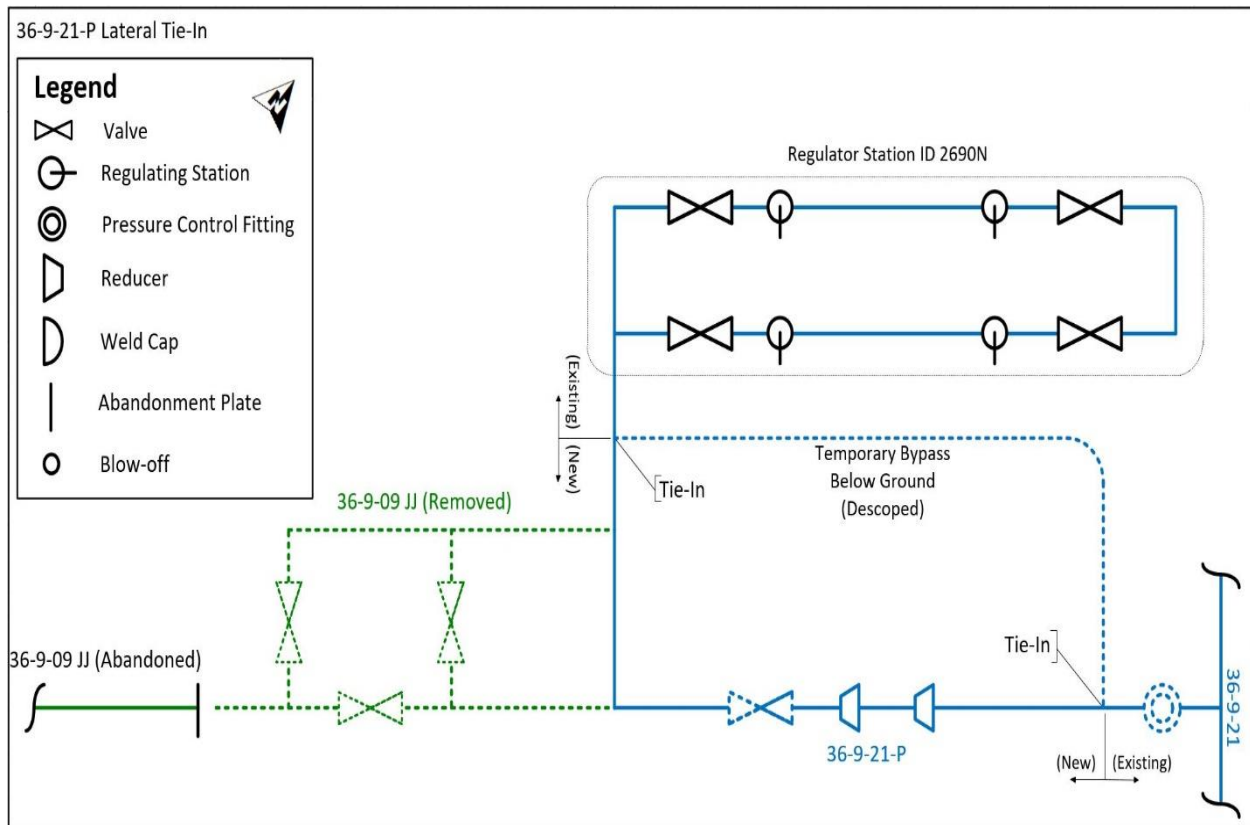 36-9-21-P Lateral Tie-In
Legend
N
Valve
Regulating Station
Pressure Control Fitting
Reducer
Weld Cap
Abandonment Plate
Blow-off
Regulator Station ID 2690N
(Existing)
(New)
Tie-In
Temporary Bypass
Below Ground
(Descoped)
36-9-09 JJ (Removed)
36-9-09 JJ (Abandoned)
Tie-In
36-9-21-P
(New)
(Existing)
36-9-21